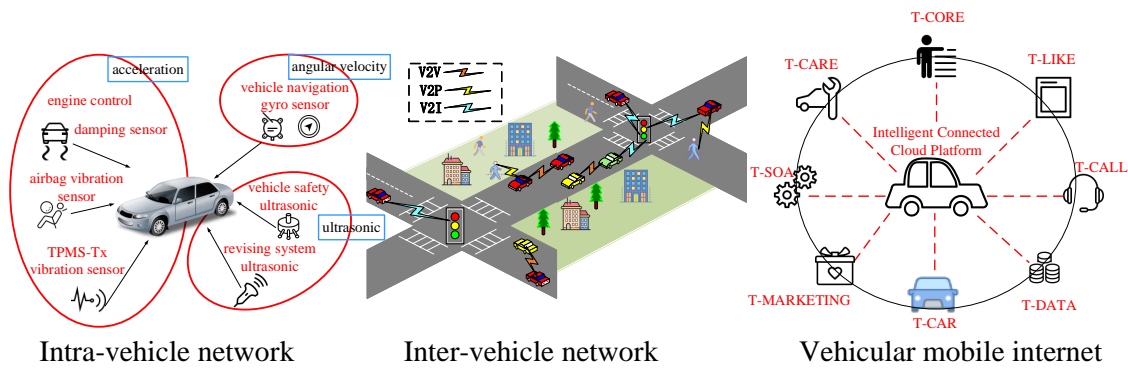 acceleration
engine control
damping sensor
airbag vibration
sensor
TPMS-Tx
vibration sensor
angular velocity
vehicle navigation
gyro sensor
vehicle safety
ultrasonic
ultrasonic
revising system
ultrasonic
Intra-vehicle network
V2V
V2P
V2I
Inter-vehicle network
T-CORE
T-CARE
T-LIKE
Intelligent Connected
Cloud Platform
T-SOA
T-CALL
T-MARKETING
T-DATA
T-CAR
Vehicular mobile internet